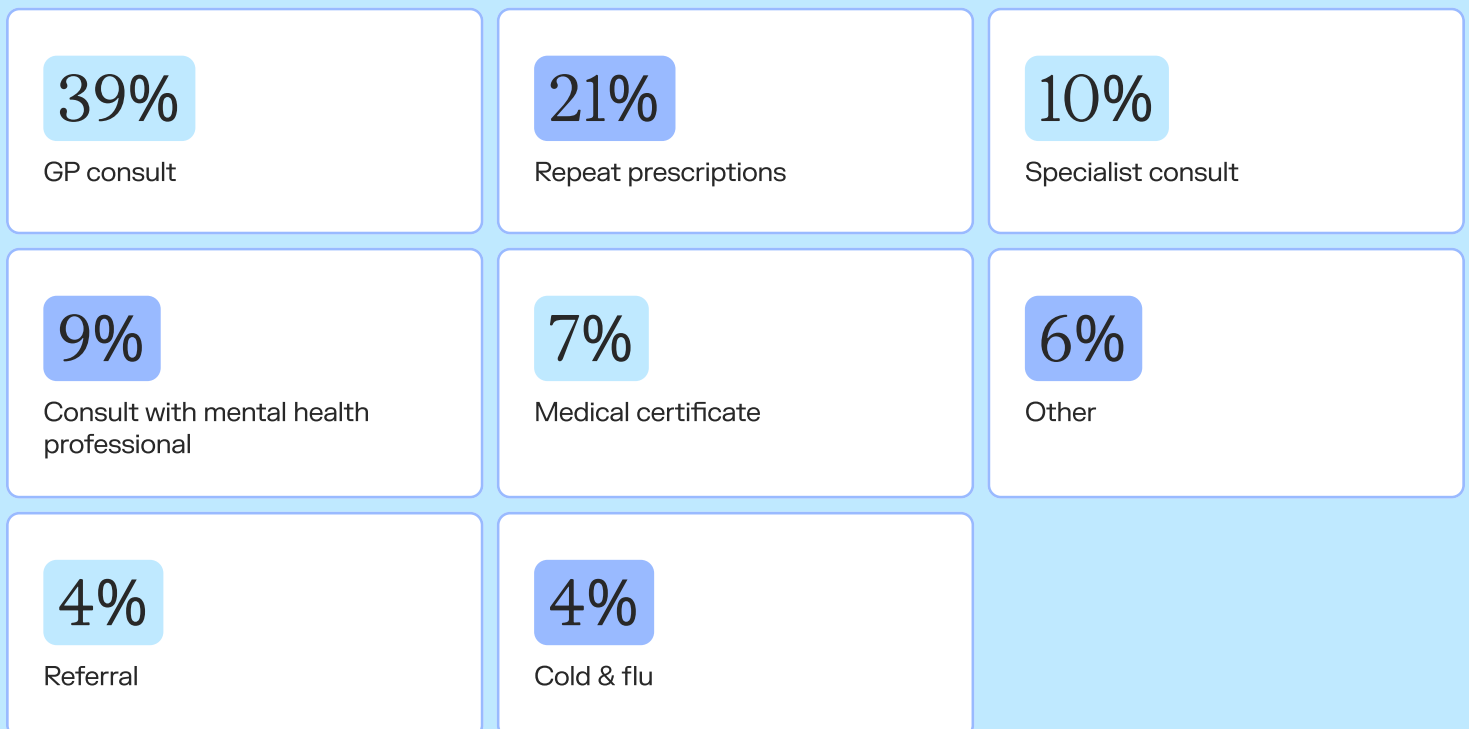 39%
GP consult
21%
Repeat prescriptions
10%
Specialist consult
9%
Consult with mental health
professional
7%
Medical certificate
6%
Other
4%
Referral
4%
Cold & flu